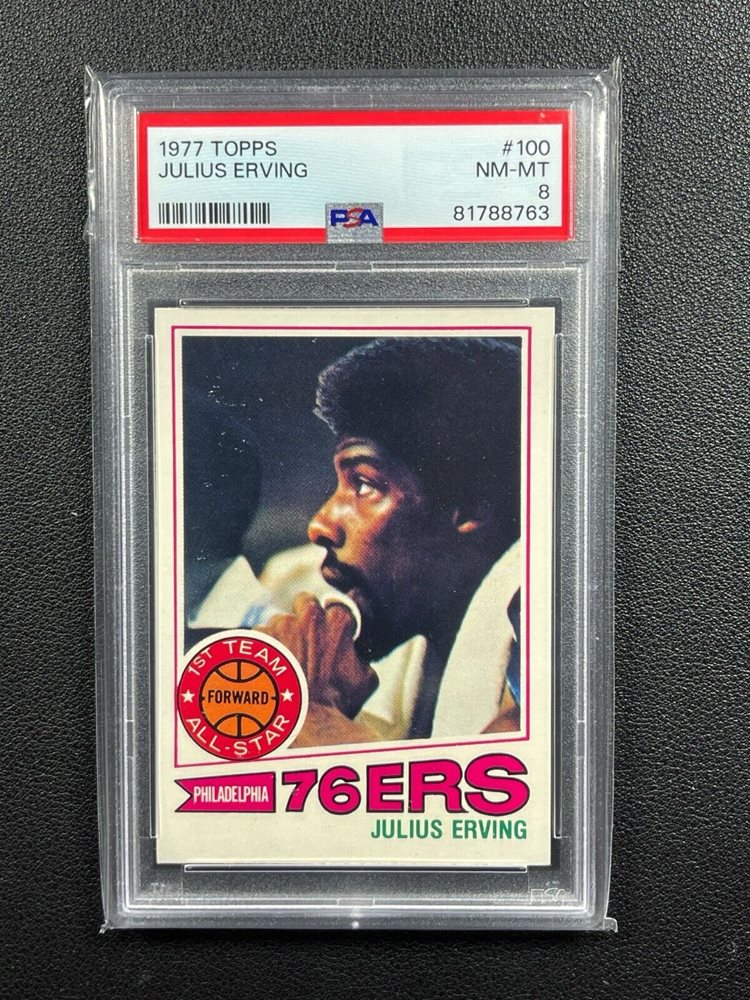 1977 TOPPS #100
JULIUS ERVING NM-MT
8
PSA 81788763
1ST TEAM
FORWARD
ALL-STAR
PHILADELPHIA 76ERS
JULIUS ERVING
PSA